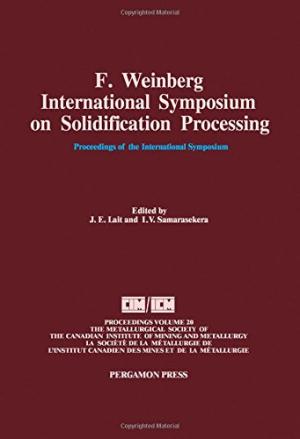 F. Weinberg
International Symposium
on Solidification Processing
Proceedings of the International Symposium
Edited by
J. E. Lait and I.V. Samarasekera
CIM/ICM
PROCEEDINGS VOLUME 20
THE METALLURGICAL SOCIETY OF
THE CANADIAN INSTITUTE OF MINING AND METALLURGY
LA SOCIÈTÈ DE LA MÉTALLURGIE DE
L'INSTITUT CANADIEN DES MINES ET DE LA MÉTALLURGIE
PERGAMON PRESS